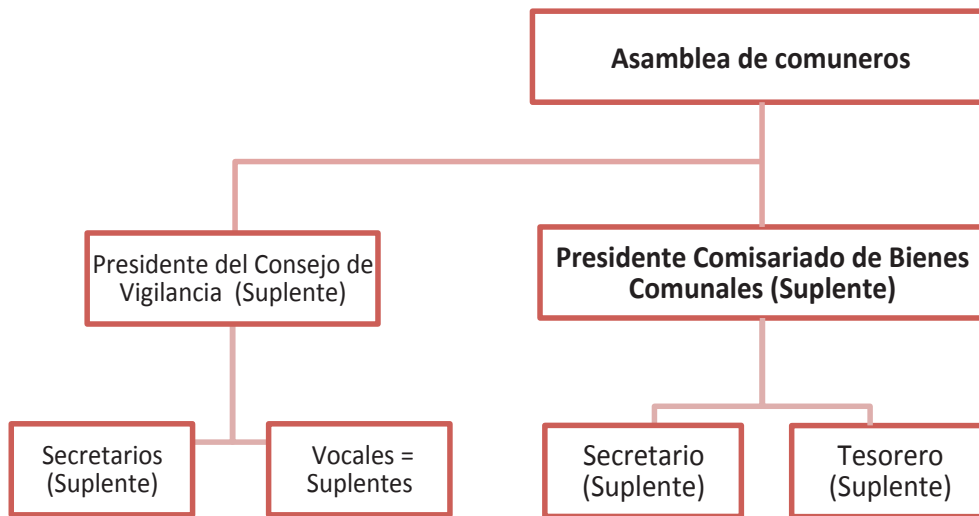 Asamblea de comuneros
Presidente del Consejo de
Vigilancia (Suplente)
Presidente Comisariado de Bienes
Comunales (Suplente)
Secretarios
(Suplente)
Vocales =
Suplentes
Secretario
(Suplente)
Tesorero
(Suplente)